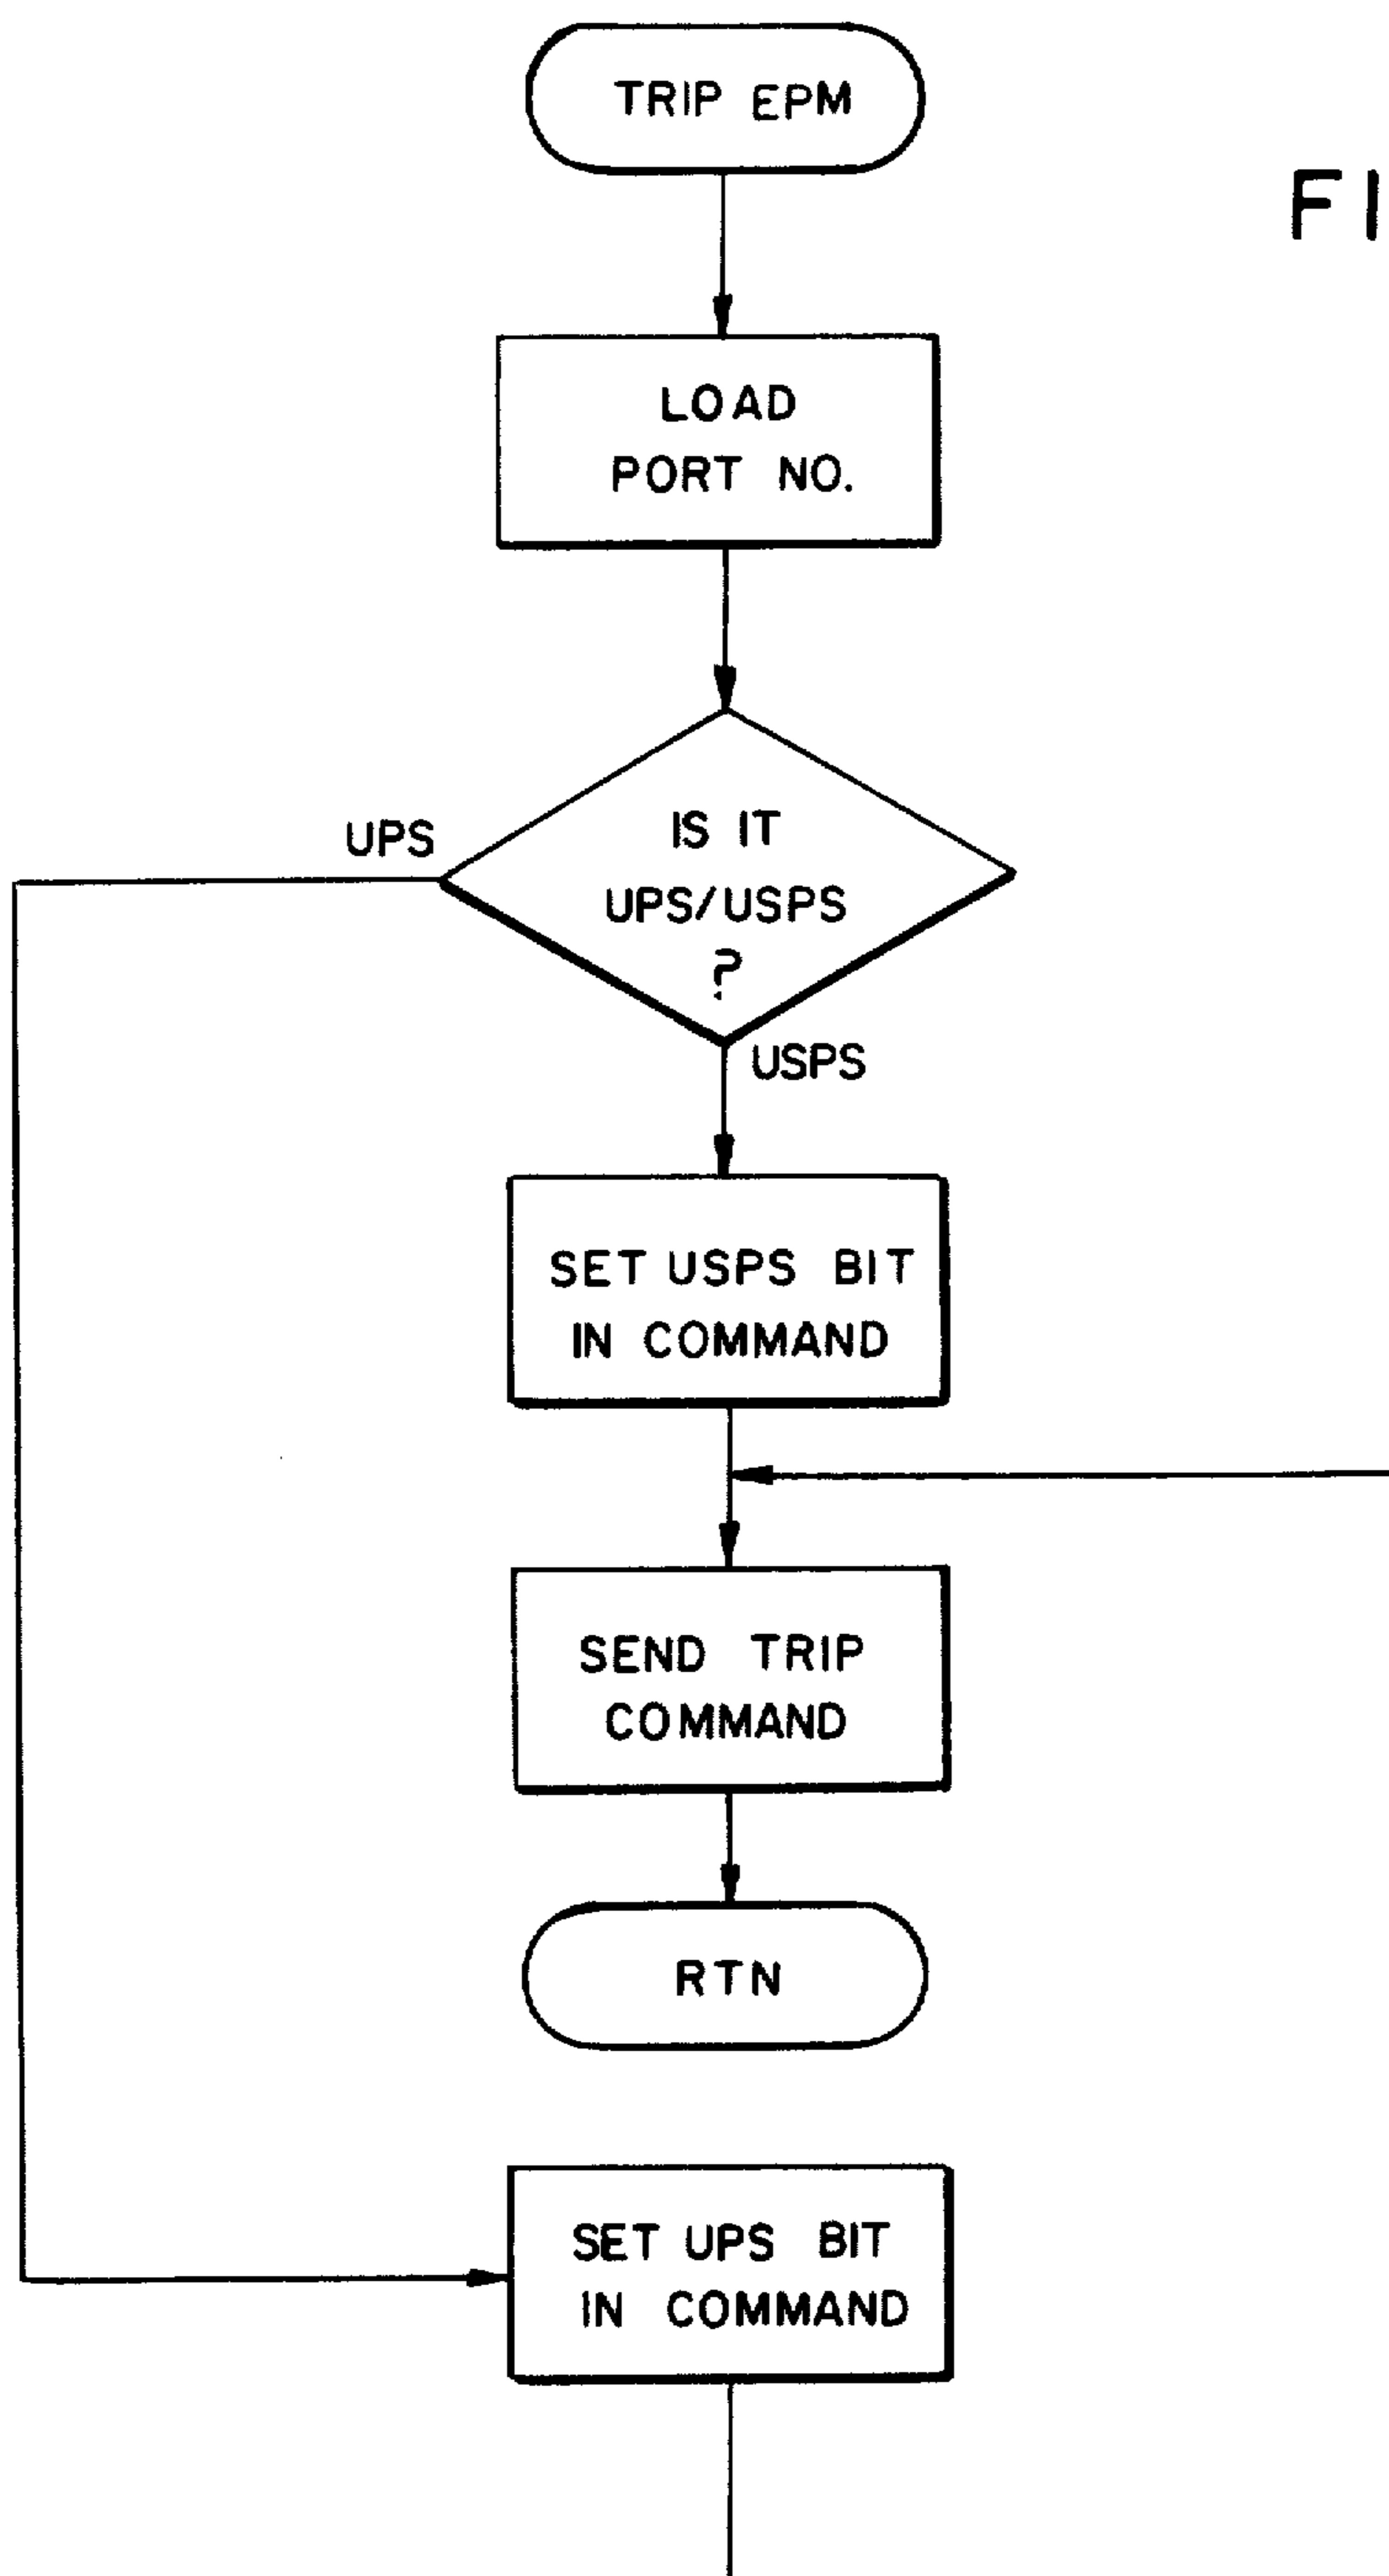 TRIP EPM
FI
LOAD
PORT NO.
UPS
IS IT
UPS/USPS
?
USPS
SET USPS BIT
IN COMMAND
SEND TRIP
COMMAND
RTN
SET UPS BIT
IN COMMAND